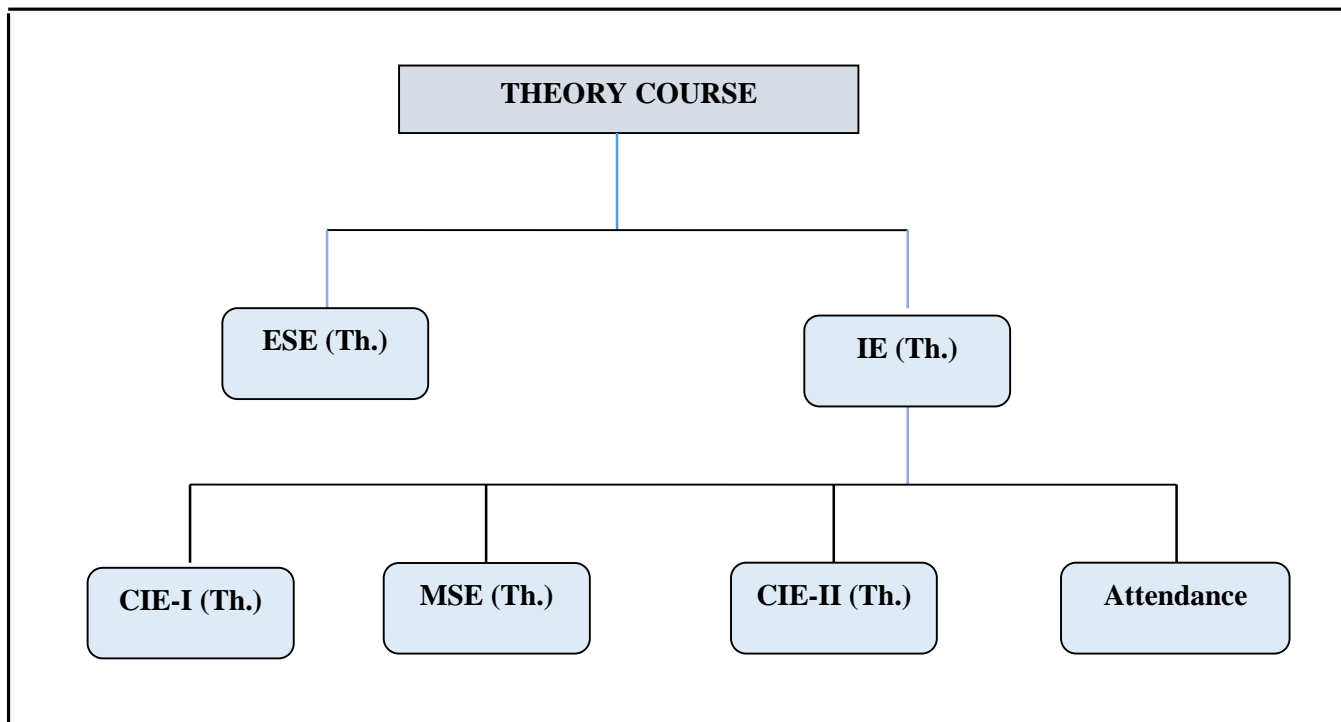 THEORY COURSE
ESE (Th.)
IE (Th.)
CIE-I (Th.)
MSE (Th.)
CIE-II (Th.)
Attendance